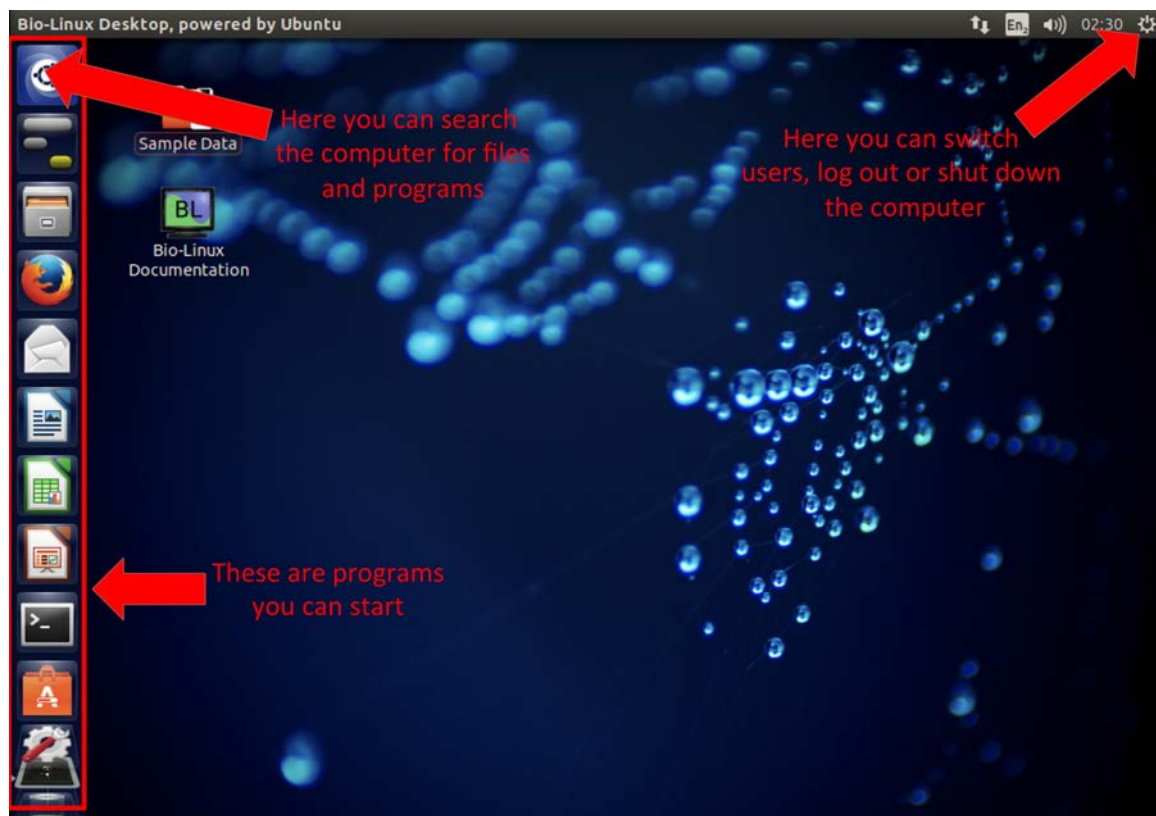 Bio-Linux Desktop, powered by Ubuntu
En2
02:30
Sample Data
Here you can search
the computer for files
and programs
Here you can switch
users, log out or shut down
the computer
BL
Bio-Linux
Documentation
These are programs
you can start
>_
A